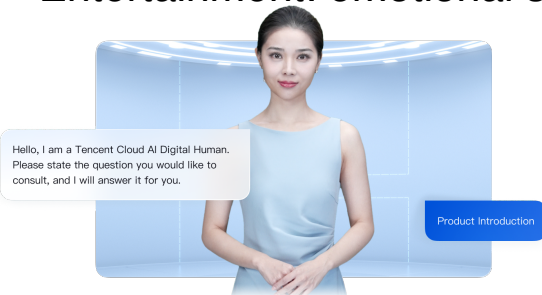 Hello, I am a Tencent Cloud AI Digital Human.
Please state the question you would like to
consult, and I will answer it for you.
Product Introduction